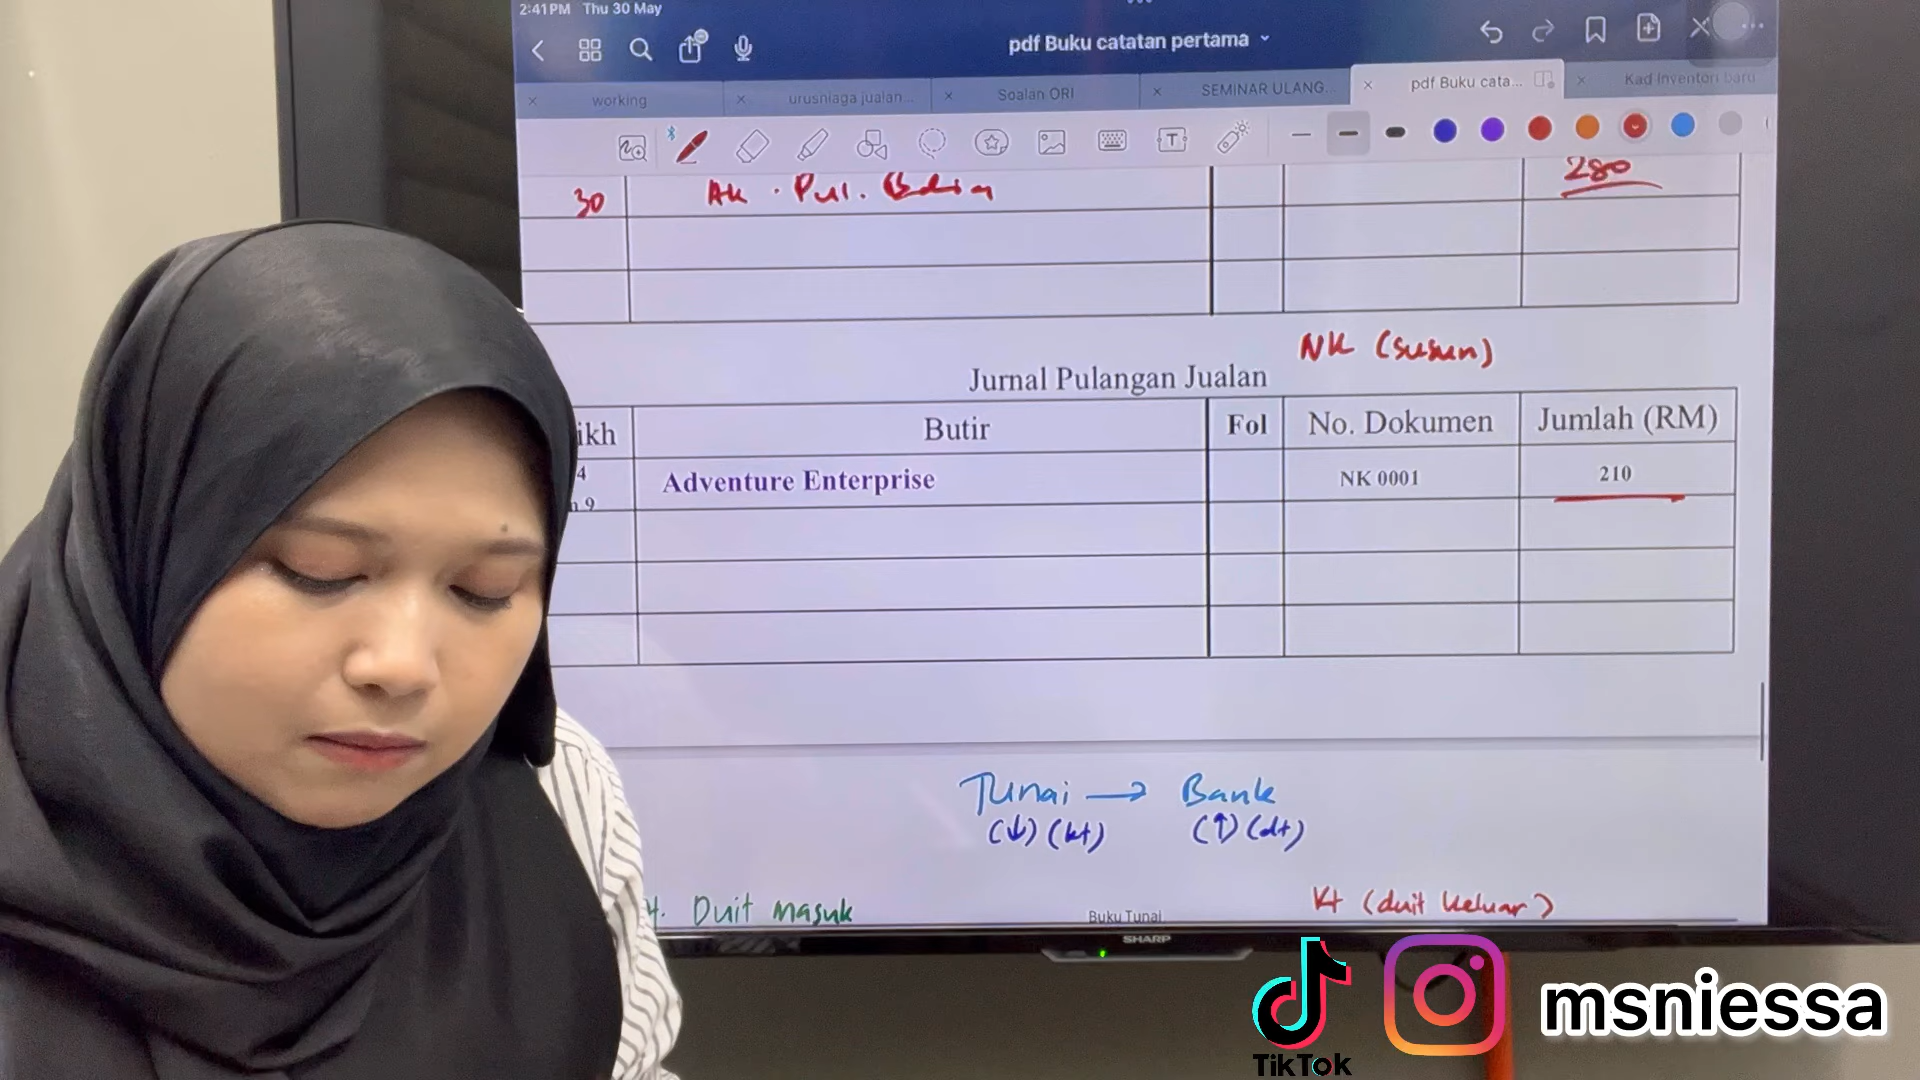 2:41 PM Thu 30 May
pdf Buku catatan pertama
working
urusniaga jualan...
Soalan ORI
SEMINAR ULANG...
pdf Buku cata...
Kad Inventori baru
T
280
30 Ak. Pul.
NK (susun)
Jurnal Pulangan Jualan
ikh Butir Fol No. Dokumen Jumlah (RM)
4 Adventure Enterprise NK 0001 210
9
Tunai → Bank
(↓) (kt) (↑) (dt)
Duit masuk Kt (duit keluar)
Buku Tunai
SHARP
TikTok
msniessa